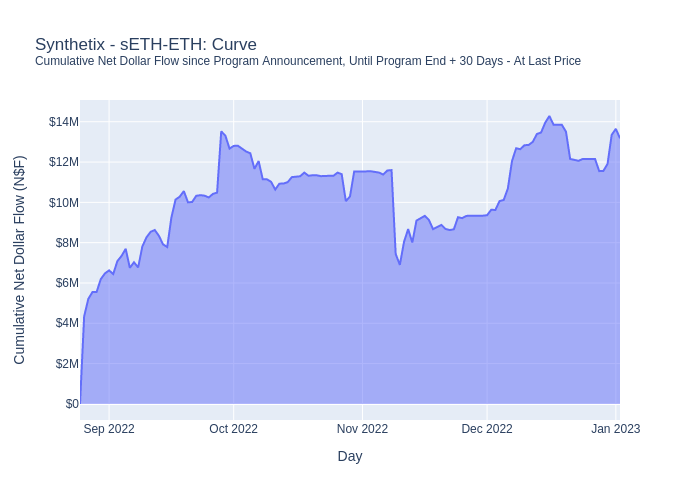 Synthetix - sETH-ETH: Curve
Cumulative Net Dollar Flow since Program Announcement, Until Program End + 30 Days - At Last Price
Cumulative Net Dollar Flow (N$F)
$14M
$12M
$10M
$8M
$6M
$4M
$2M
$0
Sep 2022 Oct 2022 Nov 2022 Dec 2022 Jan 2023
Day